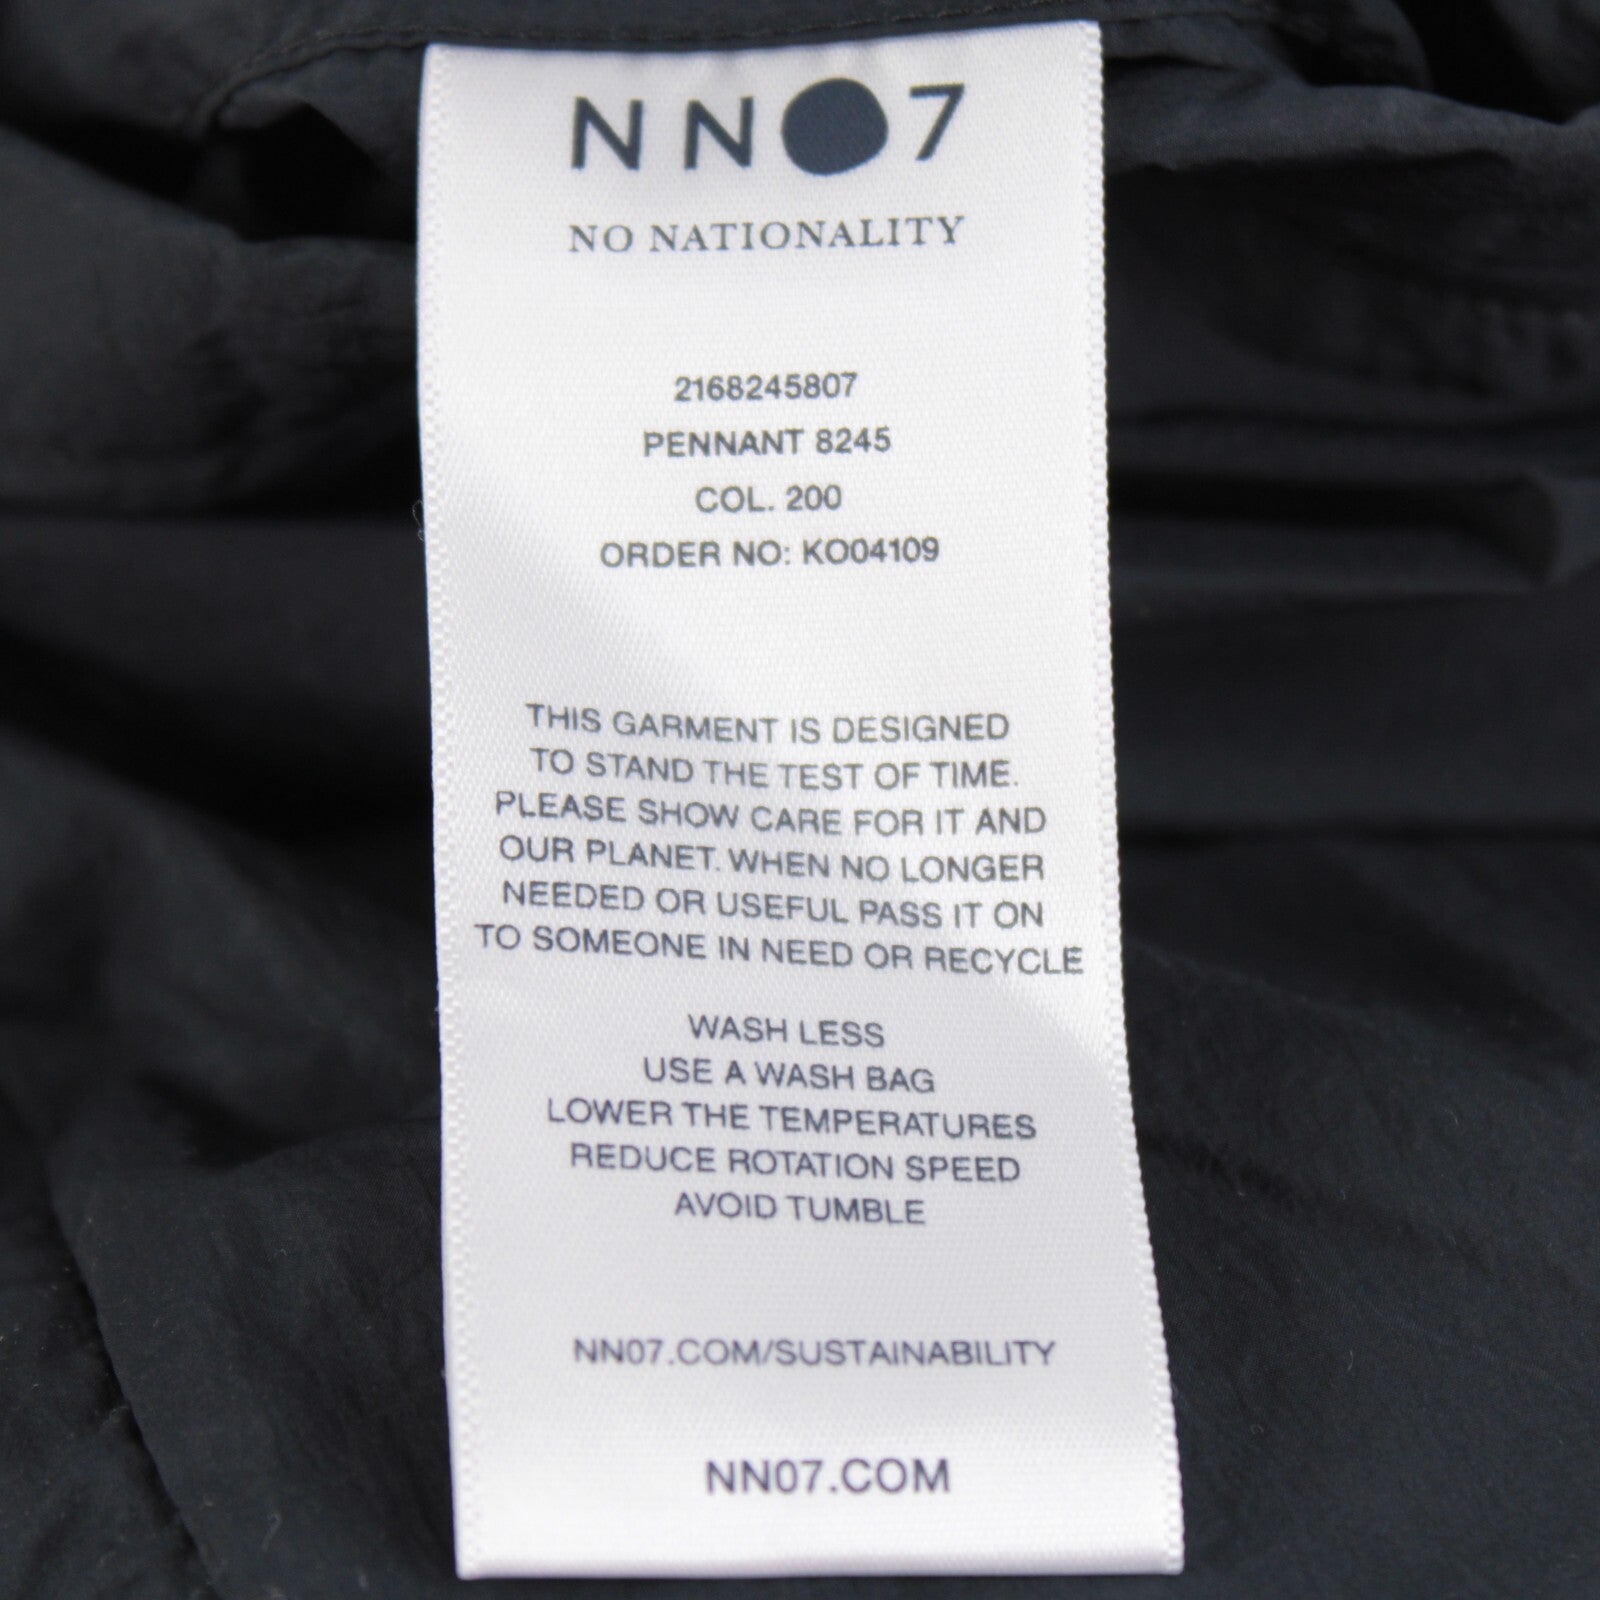 NN●7
NO NATIONALITY
2168245807
PENNANT 8245
COL. 200
ORDER NO: KO04109
THIS GARMENT IS DESIGNED
TO STAND THE TEST OF TIME.
PLEASE SHOW CARE FOR IT AND
OUR PLANET. WHEN NO LONGER
NEEDED OR USEFUL PASS IT ON
TO SOMEONE IN NEED OR RECYCLE
WASH LESS
USE A WASH BAG
LOWER THE TEMPERATURES
REDUCE ROTATION SPEED
AVOID TUMBLE
NN07.COM/SUSTAINABILITY
NN07.COM